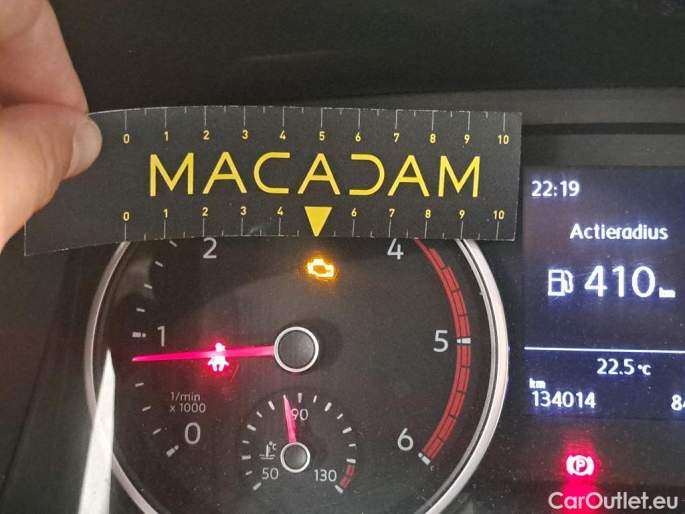 0 1 2 3 4 5 6 7 8 9 10
MACADAM
0 1 2 3 4 6 7 8 9 10
22:19
Actieradius
410 km
22.5°C
km
134014
84
0 1 2 4 5 6
1/min
x 1000
90
°C
50 130
P
CarOutlet.eu